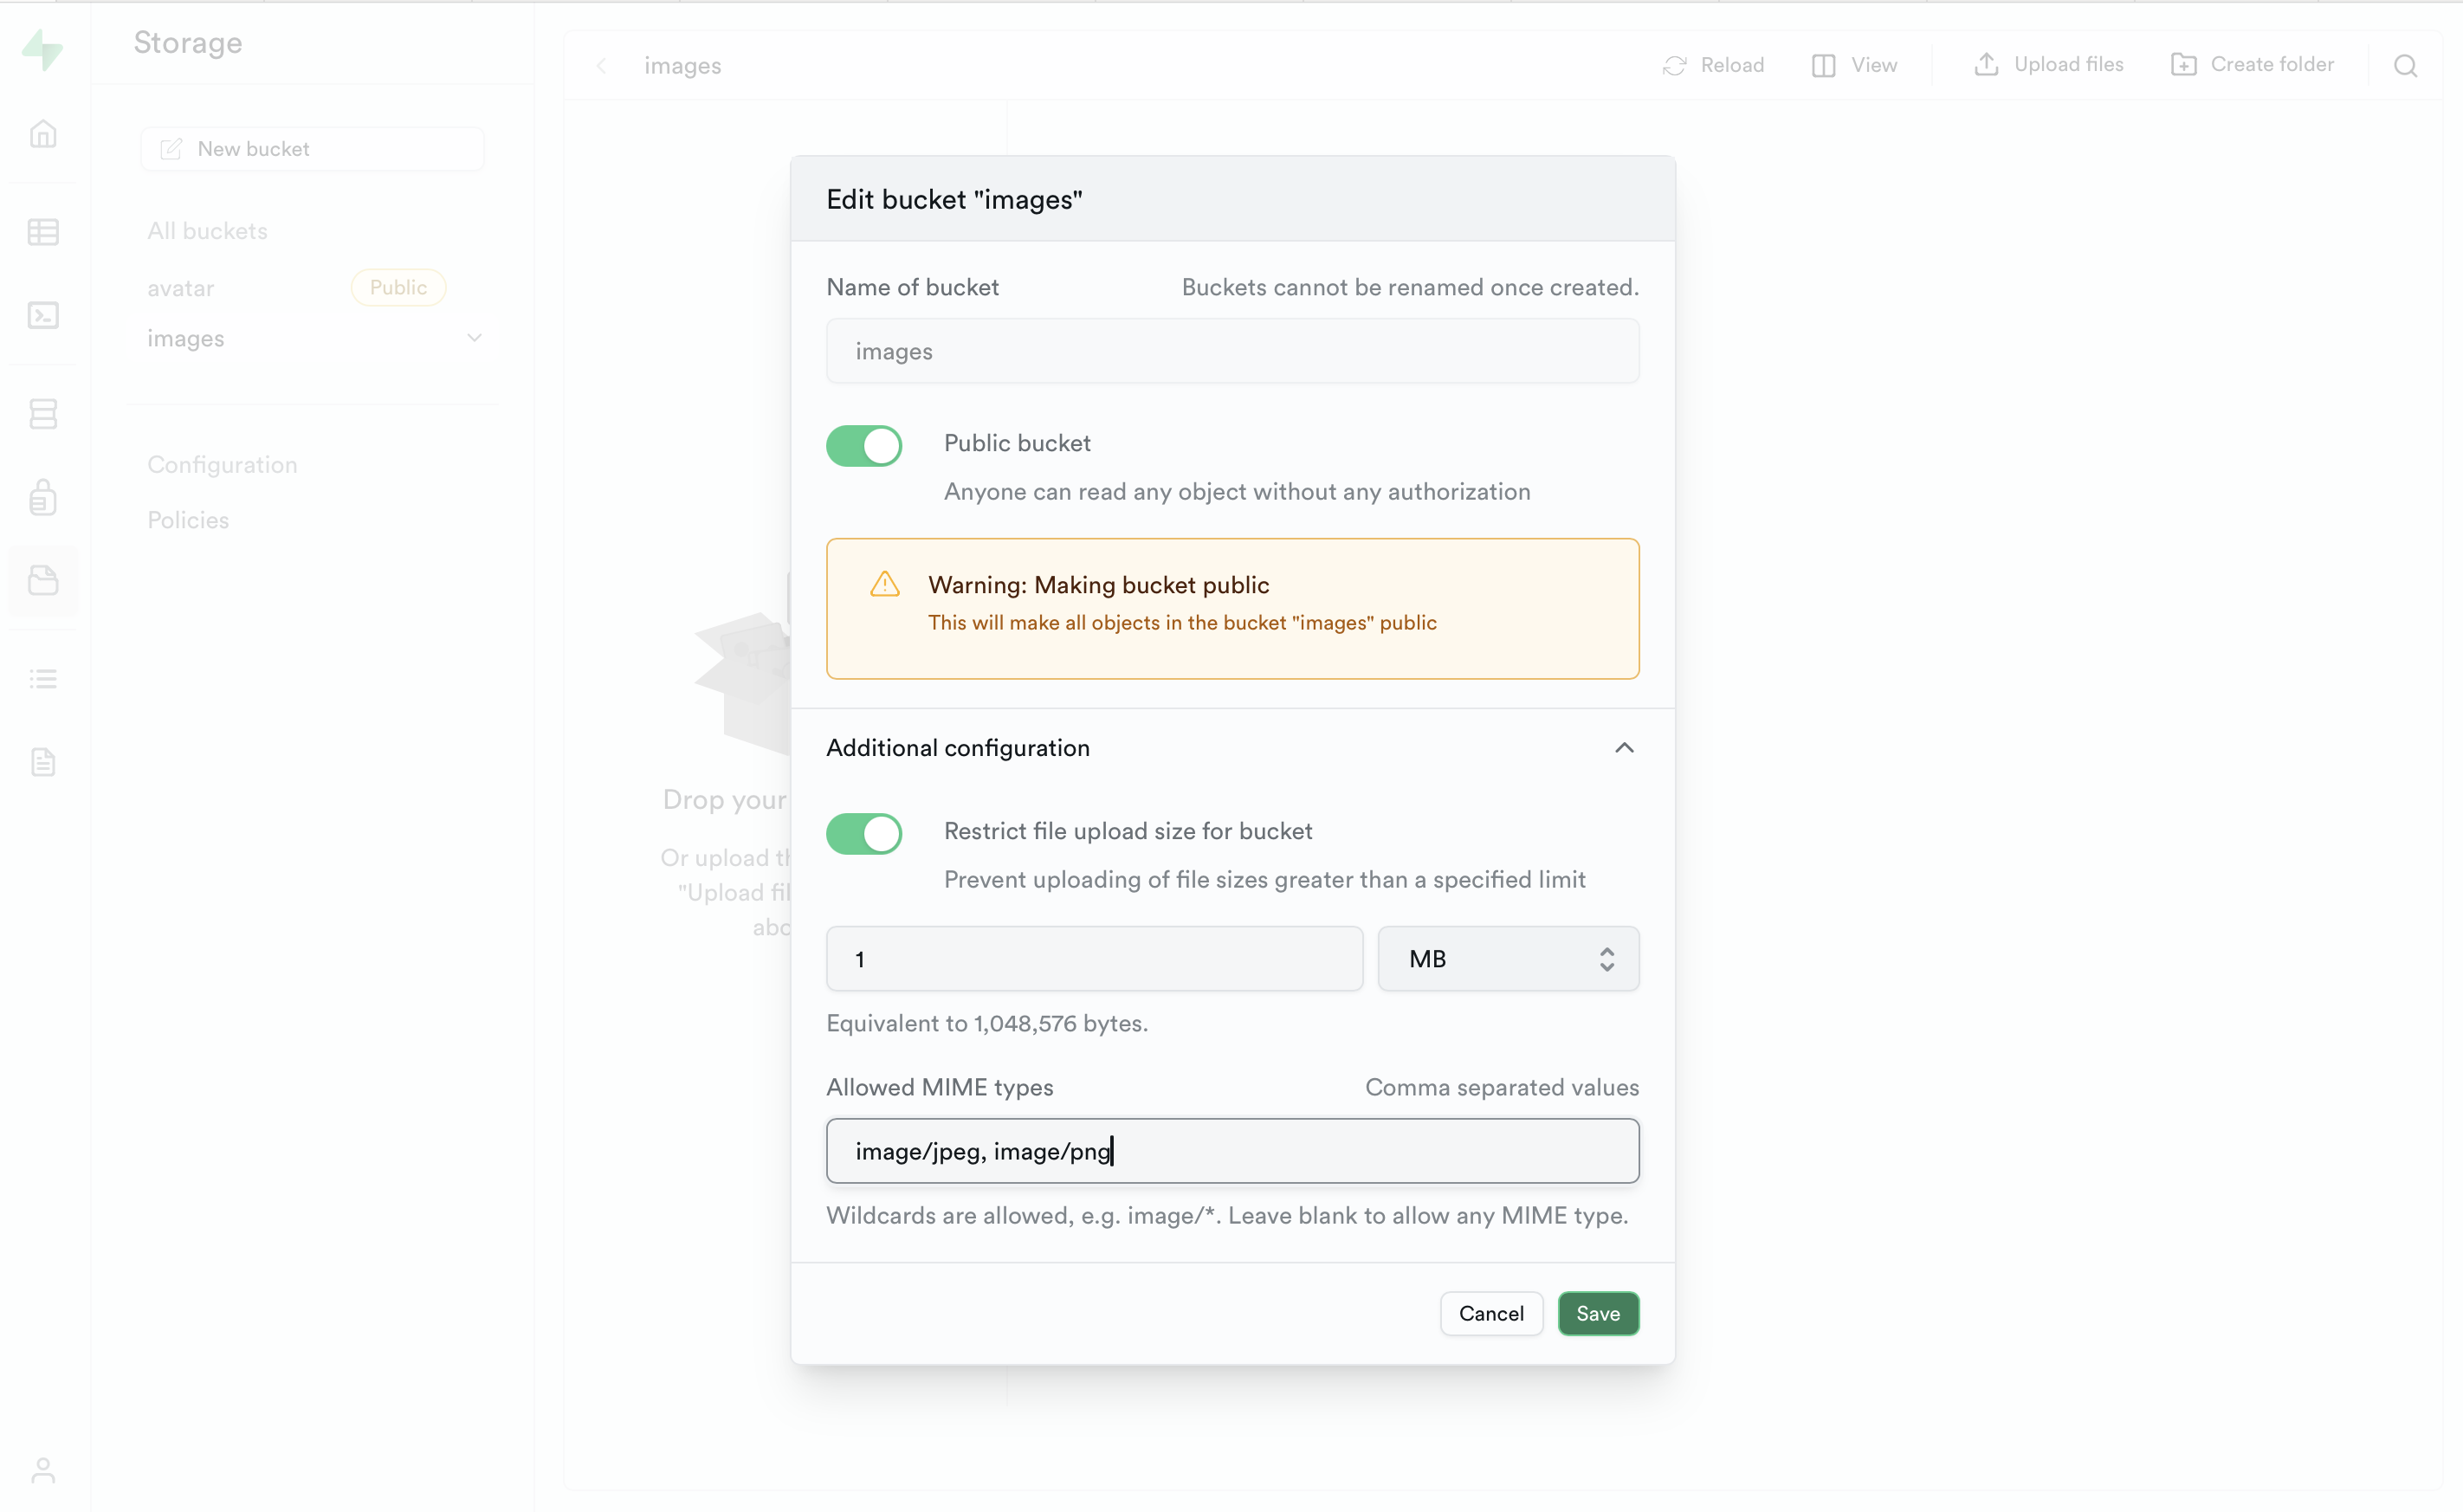 Storage
New bucket
All buckets
avatar
Public
images
Configuration
Policies
images
Reload
View
Upload files
Create folder
Drop your
Or upload
"Upload
Edit bucket "images"
Name of bucket
Buckets cannot be renamed once created.
images
Public bucket
Anyone can read any object without any authorization
Warning: Making bucket public
This will make all objects in the bucket "images" public
Additional configuration
Restrict file upload size for bucket
Prevent uploading of file sizes greater than a specified limit
1
MB
Equivalent to 1,048,576 bytes.
Allowed MIME types
Comma separated values
image/jpeg, image/png
Wildcards are allowed, e.g. image/*. Leave blank to allow any MIME type.
Cancel
Save